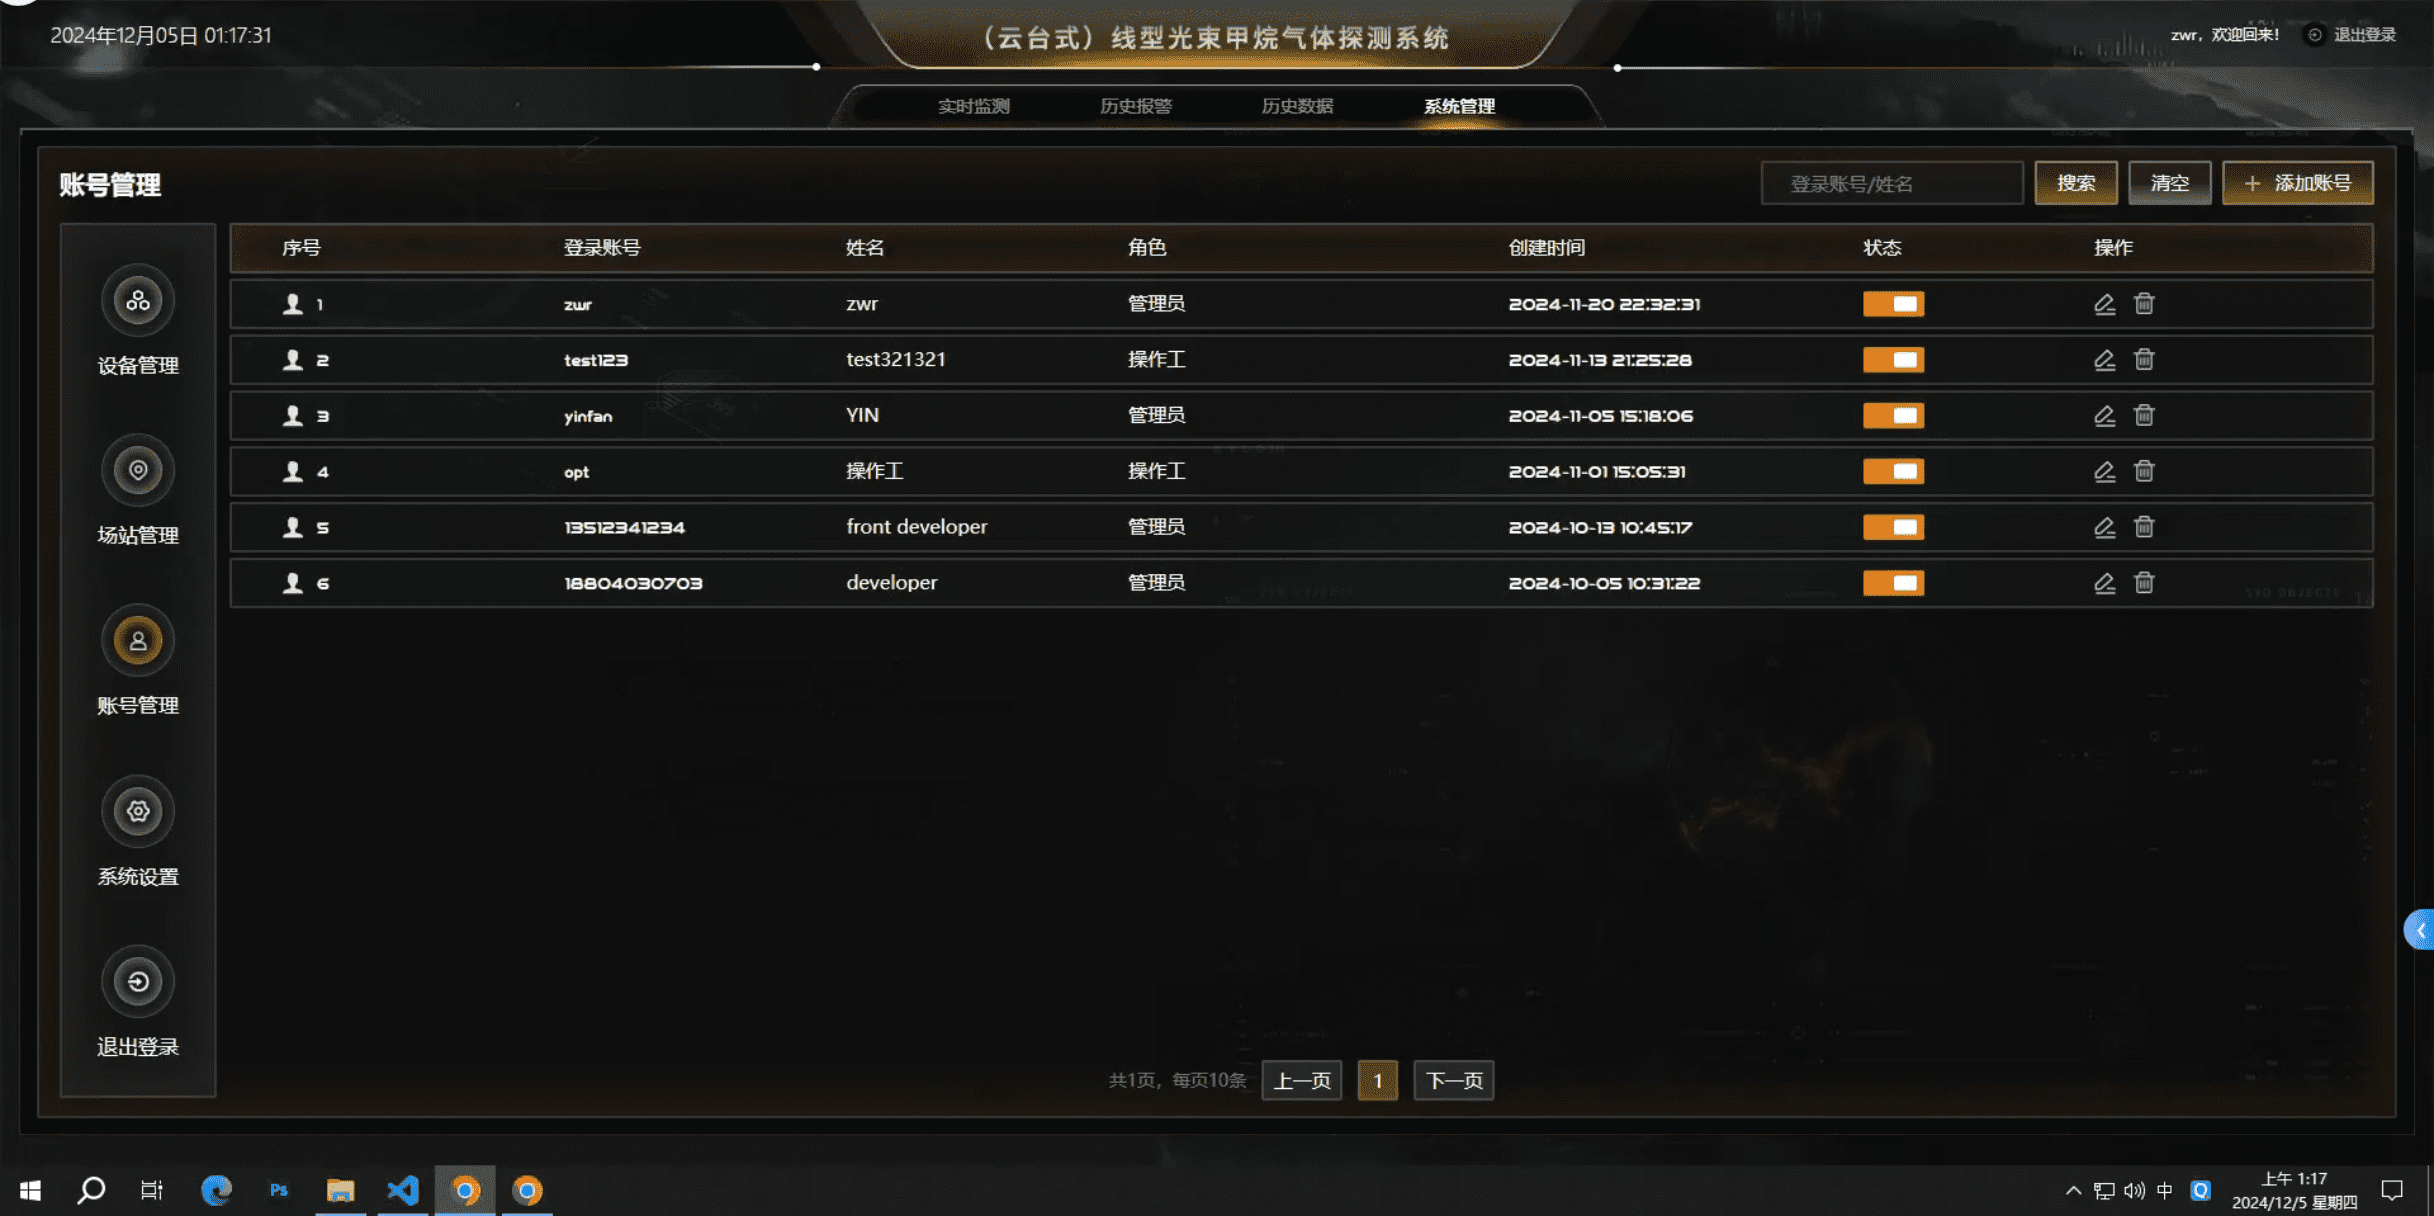 2024年12月05日 01:17:31
（云台式）线型光束甲烷气体探测系统
zwr，欢迎回来！ 退出登录
实时监测 历史报警 历史数据 系统管理
账号管理
登录账号/姓名 搜索 清空 + 添加账号
序号 登录账号 姓名 角色 创建时间 状态 操作
1 zwr zwr 管理员 2024-11-20 22:32:31
2 test123 test321321 操作工 2024-11-13 21:25:28
3 yinfan YIN 管理员 2024-11-05 15:18:06
4 opt 操作工 操作工 2024-11-01 15:05:31
5 13512341234 front developer 管理员 2024-10-13 10:45:17
6 18804030703 developer 管理员 2024-10-05 10:31:22
设备管理
场站管理
账号管理
系统设置
退出登录
共1页，每页10条 上一页 1 下一页
Ps
中
上午 1:17
2024/12/5 星期四